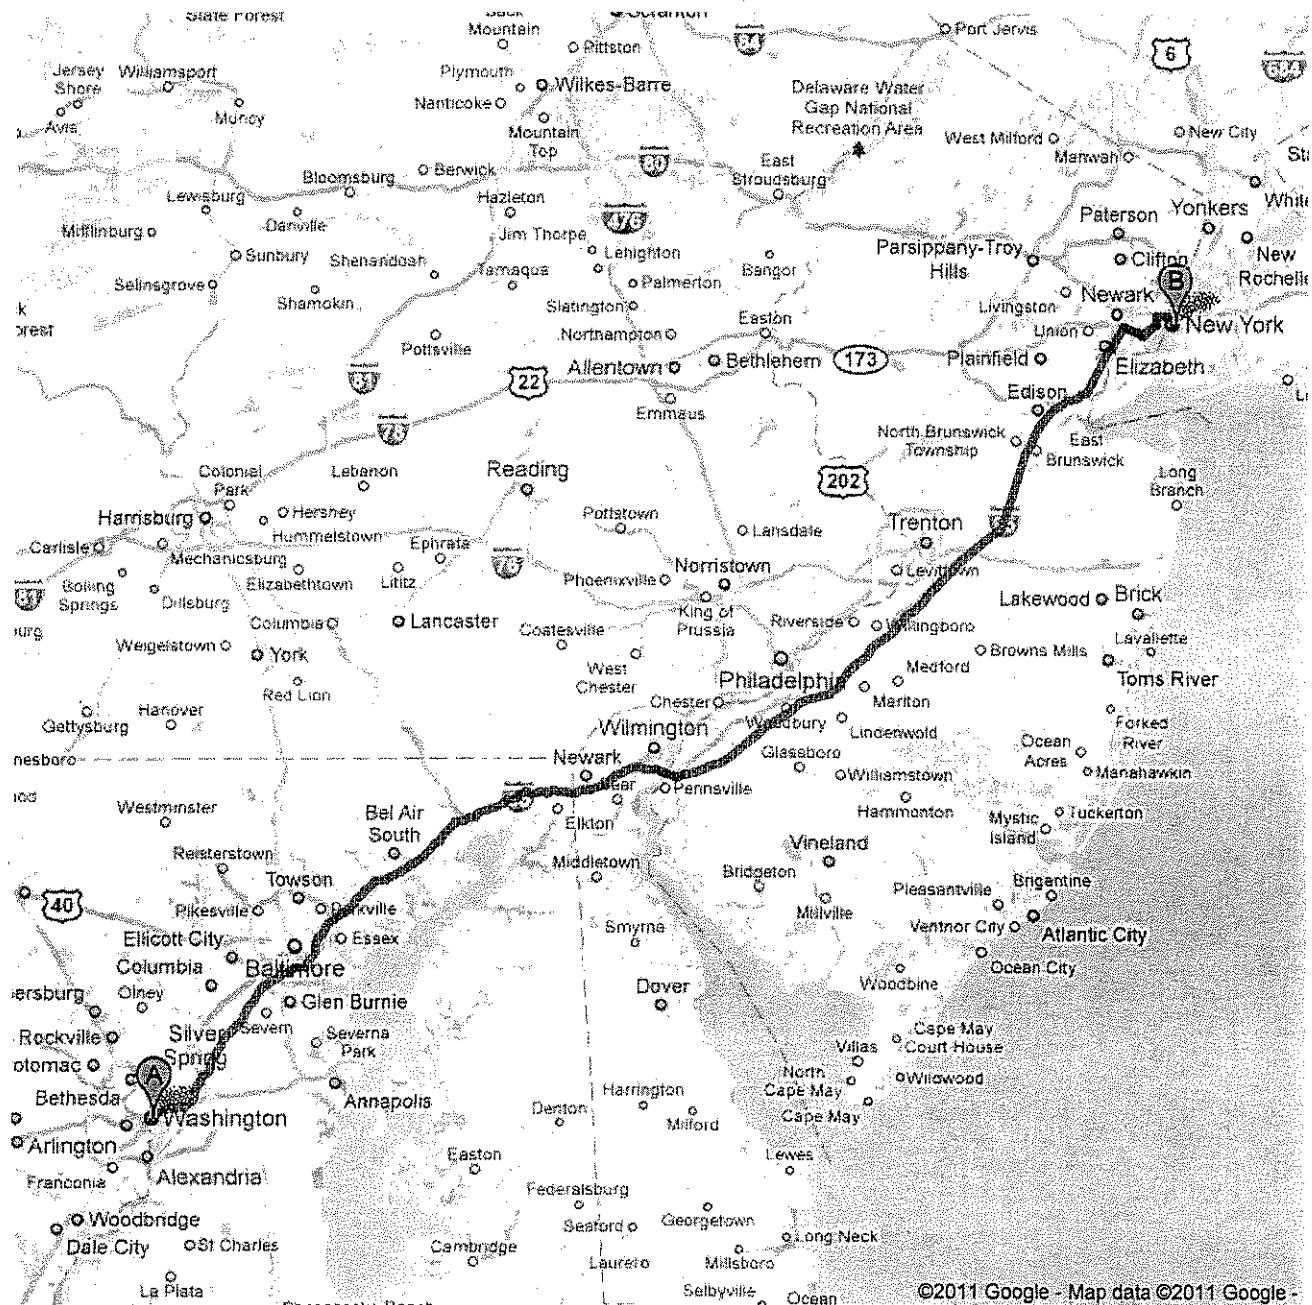 State Forest
Scranton
Port Jervis
84
6
684
Back
Mountain
Pittston
Jersey
Shore
Williamsport
Plymouth
Wilkes-Barre
Nanticoke
Delaware Water
Gap National
Recreation Area
Avis
Muncy
Mountain
Top
West Milford
New City
Mahwah
80
East
Stroudsburg
Berwick
Bloomsburg
Lewisburg
Danville
Hazleton
476
White
Paterson
Yonkers
Mifflinburg
Jim Thorpe
Lehighton
Parsippany-Troy
Hills
Clifton
New
Rochelle
Sunbury
Shenandoah
Tamaqua
Bangor
Selinsgrove
Shamokin
Palmerton
Slatington
Livingston
Newark
B
New York
Union
Pottsville
Northampton
Easton
Allentown
Bethlehem
173
Plainfield
Elizabeth
81
22
Emmaus
Edison
78
North Brunswick
Township
East
Brunswick
Colonial
Park
Lebanon
Reading
202
Long
Branch
Harrisburg
Hershey
Hummelstown
Pottstown
Lansdale
Trenton
Carlisle
Mechanicsburg
Ephrata
76
Boiling
Springs
Elizabethtown
Lititz
Phoenixville
Norristown
Levittown
81
Dillsburg
King of
Prussia
Lakewood
Brick
Columbia
Lancaster
Coatesville
Riverside
Willingboro
Weigelstown
York
West
Chester
Browns Mills
Lavallette
Red Lion
Philadelphia
Medford
Toms River
Gettysburg
Hanover
Chester
Marlton
Woodbury
Forked
River
Wilmington
Lindenwold
nesboro
Newark
Glassboro
Ocean
Acres
Williamstown
Manahawkin
Pennsville
Bear
Westminster
Bel Air
South
Elkton
Hammonton
Mystic
Island
Tuckerton
Reisterstown
Middletown
Vineland
Towson
Bridgeton
Brigantine
40
Pikesville
Parkville
Millville
Pleasantville
Ellicott City
Essex
Smyrna
Ventnor City
Atlantic City
Columbia
Baltimore
Ocean City
ersburg
Olney
Glen Burnie
Dover
Woodbine
Rockville
Silver
Spring
Severn
Severna
Park
Cape May
Court House
Villas
otomac
A
North
Cape May
Wildwood
Bethesda
Annapolis
Harrington
Cape May
Washington
Denton
Milford
Arlington
Easton
Lewes
Franconia
Alexandria
Federalsburg
Woodbridge
Seaford
Georgetown
Dale City
St Charles
Cambridge
Long Neck
Laurel
Millsboro
La Plata
Selbyville
Ocean
©2011 Google - Map data ©2011 Google -